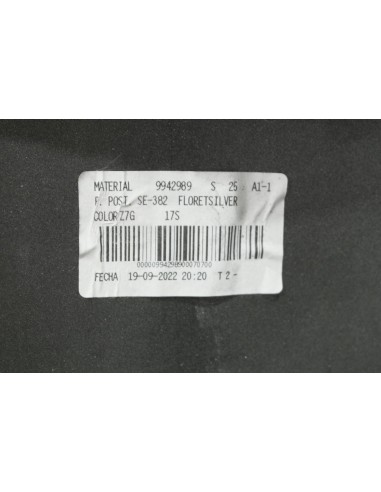 MATERIAL 9942989 S 25 A1-1
P. POST. SE-382 FLORETSILVER
COLOR Z7G 17S
00000994298900070700
FECHA 19-09-2022 20:20 T 2 -